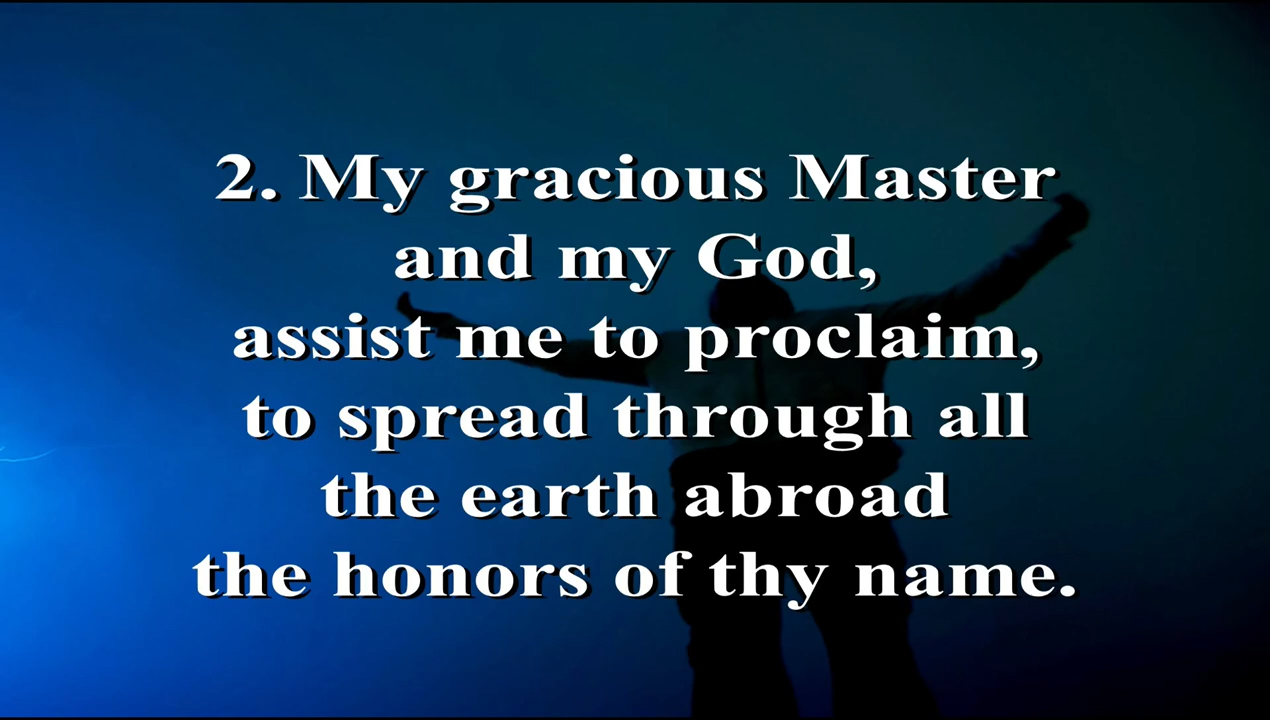 2. My gracious Master
and my God,
assist me to proclaim,
to spread through all
the earth abroad
the honors of thy name.